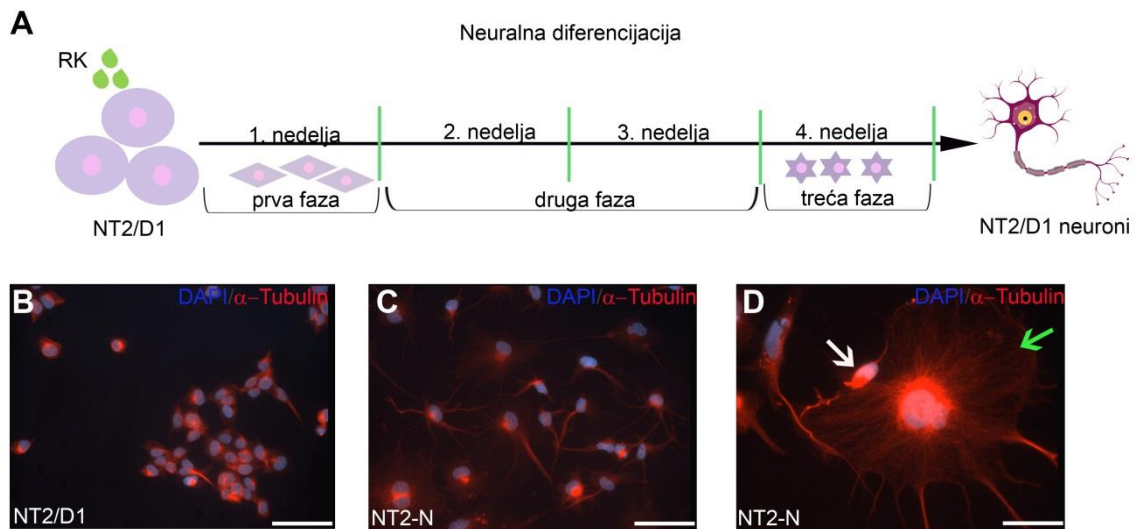 A
Neuralna diferencijacija
RK
1. nedelja
2. nedelja
3. nedelja
4. nedelja
prva faza
druga faza
treća faza
NT2/D1
NT2/D1 neuroni
B
DAPI/α–Tubulin
NT2/D1
C
DAPI/α–Tubulin
NT2-N
D
DAPI/α–Tubulin
NT2-N